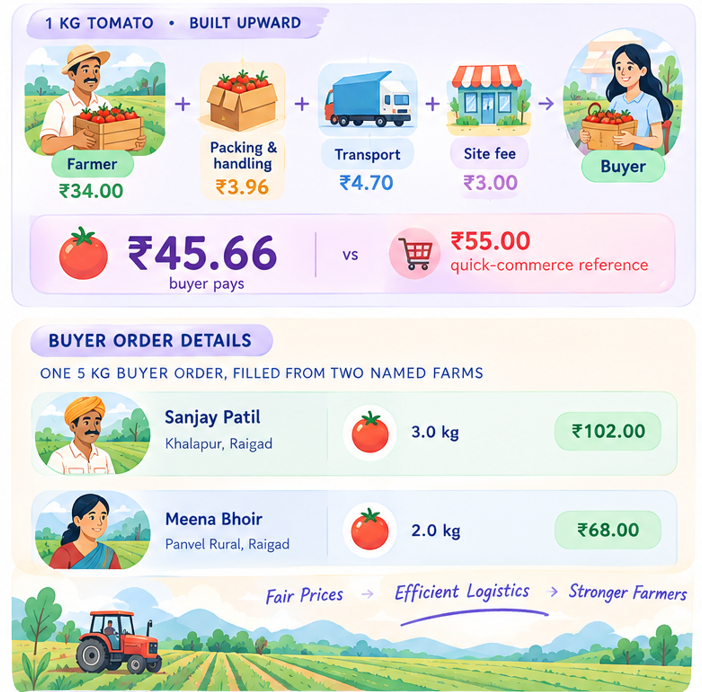 1 KG TOMATO • BUILT UPWARD
+ + + →
Farmer
₹34.00
Packing &
handling
₹3.96
Transport
₹4.70
Site fee
₹3.00
Buyer
₹45.66
buyer pays
vs
₹55.00
quick-commerce reference
BUYER ORDER DETAILS
ONE 5 KG BUYER ORDER, FILLED FROM TWO NAMED FARMS
Sanjay Patil
Khalapur, Raigad
3.0 kg
₹102.00
Meena Bhoir
Panvel Rural, Raigad
2.0 kg
₹68.00
Fair Prices → Efficient Logistics → Stronger Farmers